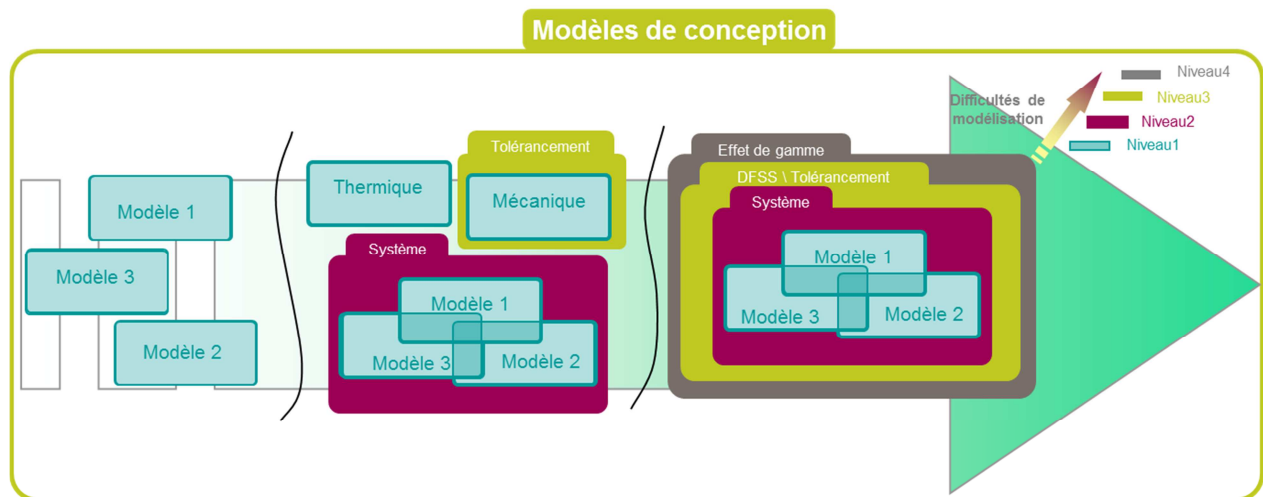 Modèles de conception
Niveau4
Difficultés de
modélisation
Niveau3
Niveau2
Niveau1
Modèle 1
Modèle 3
Modèle 2
Thermique
Tolérancement
Mécanique
Système
Modèle 1
Modèle 3
Modèle 2
Effet de gamme
DFSS \ Tolérancement
Système
Modèle 1
Modèle 3
Modèle 2